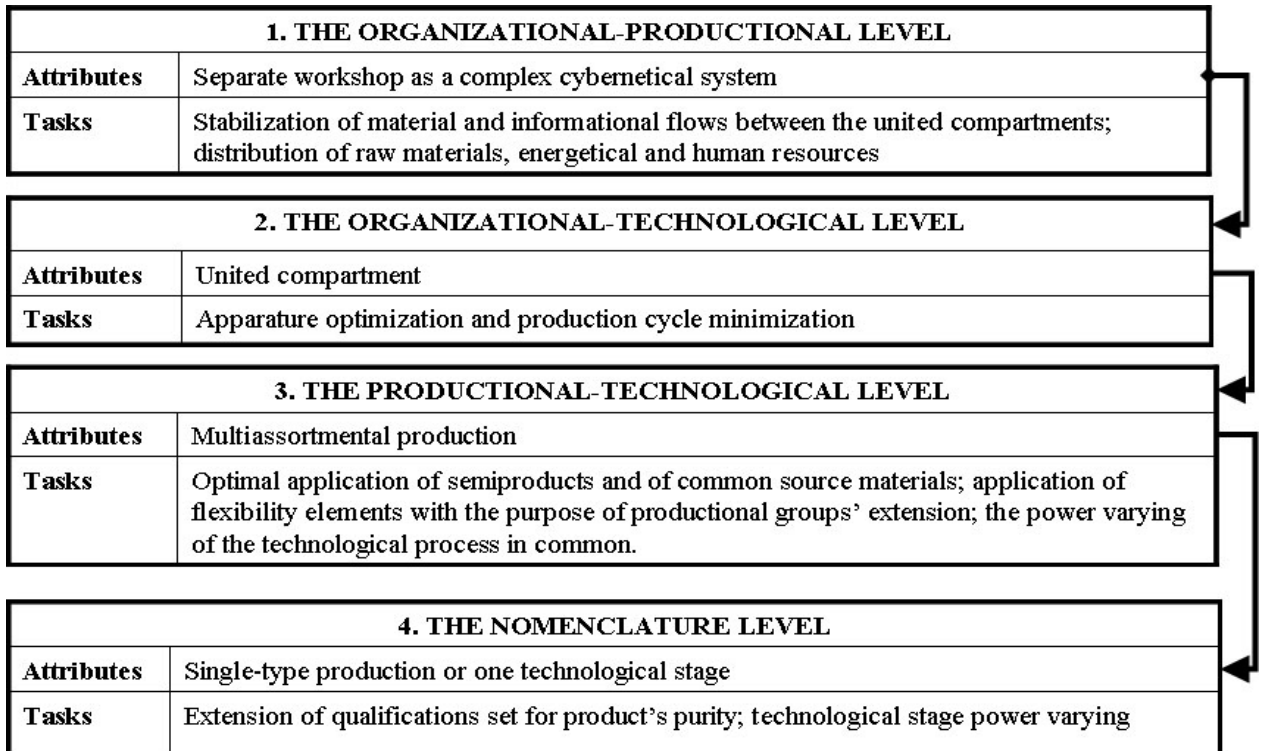 1. THE ORGANIZATIONAL-PRODUCTIONAL LEVEL
Attributes Separate workshop as a complex cybernetical system
Tasks Stabilization of material and informational flows between the united compartments;
distribution of raw materials, energetical and human resources
2. THE ORGANIZATIONAL-TECHNOLOGICAL LEVEL
Attributes United compartment
Tasks Apparature optimization and production cycle minimization
3. THE PRODUCTIONAL-TECHNOLOGICAL LEVEL
Attributes Multiassortmental production
Tasks Optimal application of semiproducts and of common source materials; application of
flexibility elements with the purpose of productional groups’ extension; the power varying
of the technological process in common.
4. THE NOMENCLATURE LEVEL
Attributes Single-type production or one technological stage
Tasks Extension of qualifications set for product’s purity; technological stage power varying